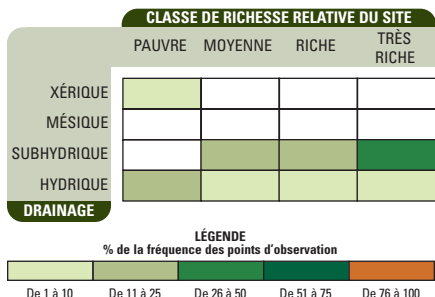 CLASSE DE RICHESSE RELATIVE DU SITE
PAUVRE MOYENNE RICHE TRÈS RICHE
XÉRIQUE
MÉSIQUE
SUBHYDRIQUE
HYDRIQUE
DRAINAGE
LÉGENDE
% de la fréquence des points d'observation
De 1 à 10 De 11 à 25 De 26 à 50 De 51 à 75 De 76 à 100